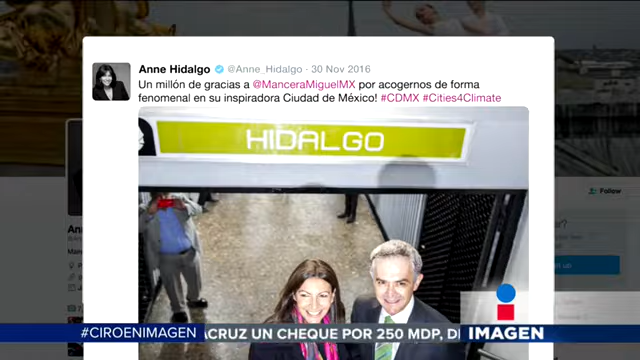 Anne Hidalgo @Anne_Hidalgo · 30 Nov 2016
Un millón de gracias a @ManceraMiguelMX por acogernos de forma
fenomenal en su inspiradora Ciudad de México! #CDMX #Cities4Climate
HIDALGO
Follow
#CIROENIMAGEN
ACRUZ UN CHEQUE POR 250 MDP, D
IMAGEN